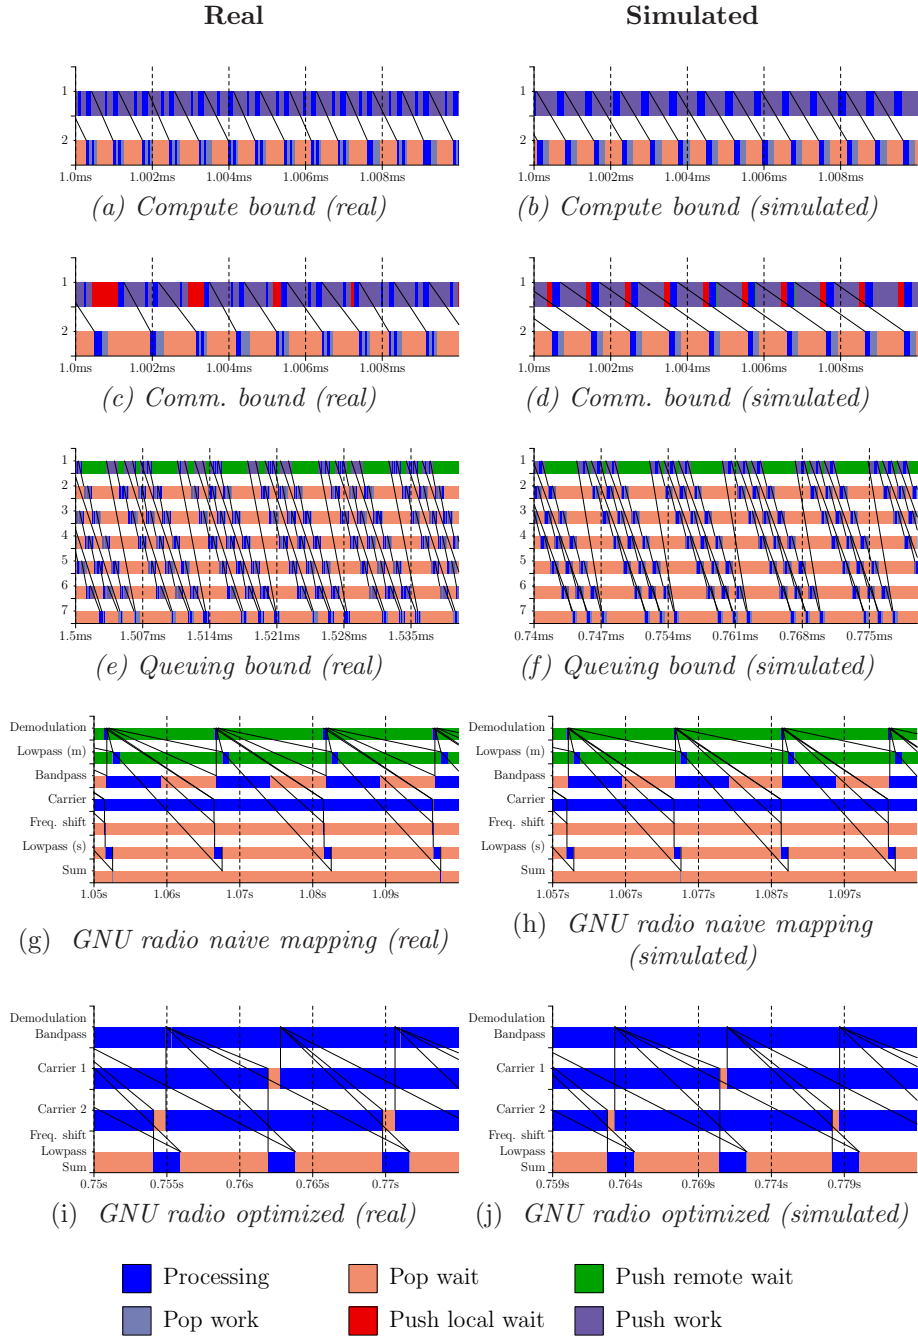 Real Simulated
1 1
2 2
1.0ms 1.002ms 1.004ms 1.006ms 1.008ms 1.0ms 1.002ms 1.004ms 1.006ms 1.008ms
(a) Compute bound (real) (b) Compute bound (simulated)
1 1
2 2
1.0ms 1.002ms 1.004ms 1.006ms 1.008ms 1.0ms 1.002ms 1.004ms 1.006ms 1.008ms
(c) Comm. bound (real) (d) Comm. bound (simulated)
1 1
2 2
3 3
4 4
5 5
6 6
7 7
1.5ms 1.507ms 1.514ms 1.521ms 1.528ms 1.535ms 0.74ms 0.747ms 0.754ms 0.761ms 0.768ms 0.775ms
(e) Queuing bound (real) (f) Queuing bound (simulated)
Demodulation Demodulation
Lowpass (m) Lowpass (m)
Bandpass Bandpass
Carrier Carrier
Freq. shift Freq. shift
Lowpass (s) Lowpass (s)
Sum Sum
1.05s 1.06s 1.07s 1.08s 1.09s 1.057s 1.067s 1.077s 1.087s 1.097s
(g) GNU radio naive mapping (real) (h) GNU radio naive mapping
(simulated)
Demodulation Demodulation
Bandpass Bandpass
Carrier 1 Carrier 1
Carrier 2 Carrier 2
Freq. shift Freq. shift
Lowpass Lowpass
Sum Sum
0.75s 0.755s 0.76s 0.765s 0.77s 0.759s 0.764s 0.769s 0.774s 0.779s
(i) GNU radio optimized (real) (j) GNU radio optimized (simulated)
Processing Pop wait Push remote wait
Pop work Push local wait Push work